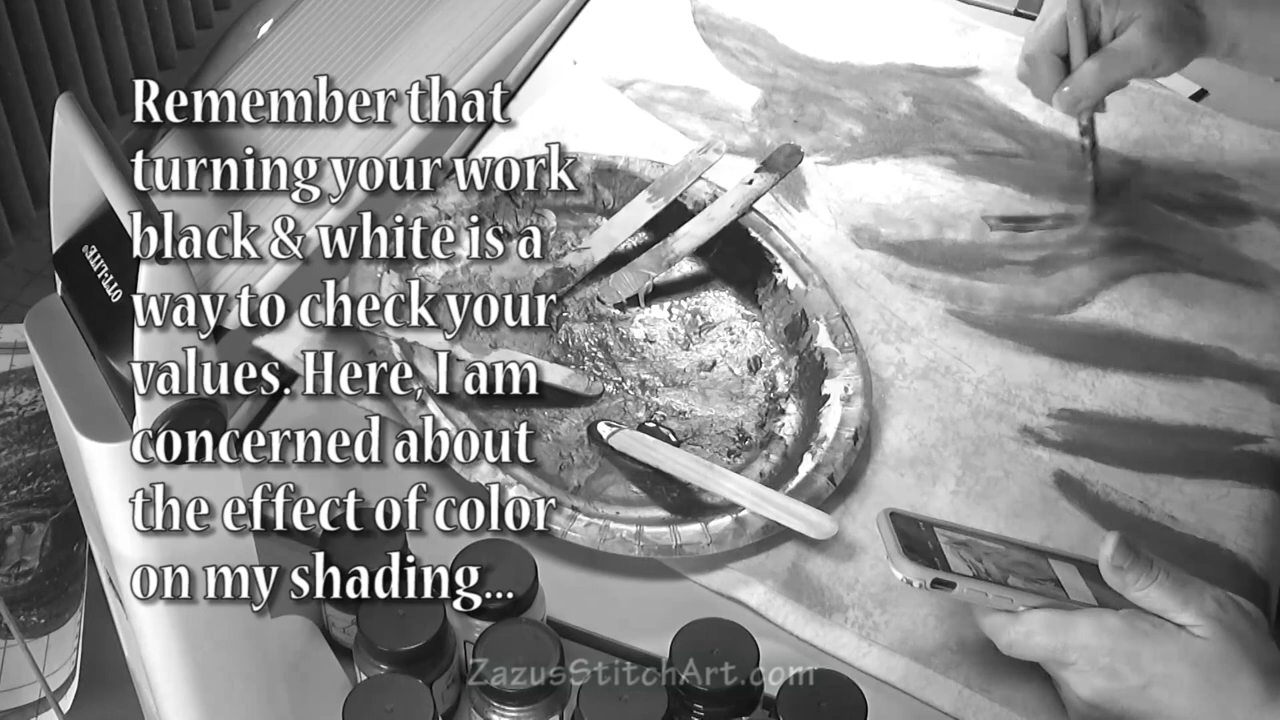 Remember that
turning your work
black & white is a
way to check your
values. Here, I am
concerned about
the effect of color
on my shading...
OTT-LITE®
ZazusStitchArt.com